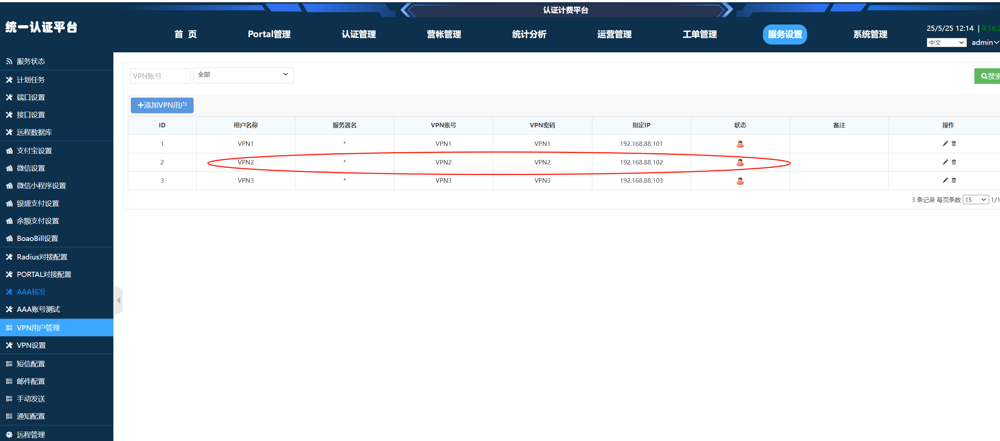 认证计费平台
统一认证平台
首 页
Portal管理
认证管理
营帐管理
统计分析
运营管理
工单管理
服务设置
系统管理
25/5/25 12:14 | 9:16:2
中文
admin
服务状态
计划任务
端口设置
接口设置
远程数据库
支付宝设置
微信设置
微信小程序设置
银盛支付设置
余额支付设置
BoaoBill设置
Radius对接配置
PORTAL对接配置
AAA转发
AAA账号测试
VPN用户管理
VPN设置
短信配置
邮件配置
手动发送
通知配置
远程管理
VPN账号
全部
搜索
添加VPN用户
ID 用户名称 服务器名 VPN账号 VPN密码 指定IP 状态 备注 操作
1 VPN1 * VPN1 VPN1 192.168.88.101
2 VPN2 * VPN2 VPN2 192.168.88.102
3 VPN3 * VPN3 VPN3 192.168.88.103
3 条记录 每页条数 15 1/1